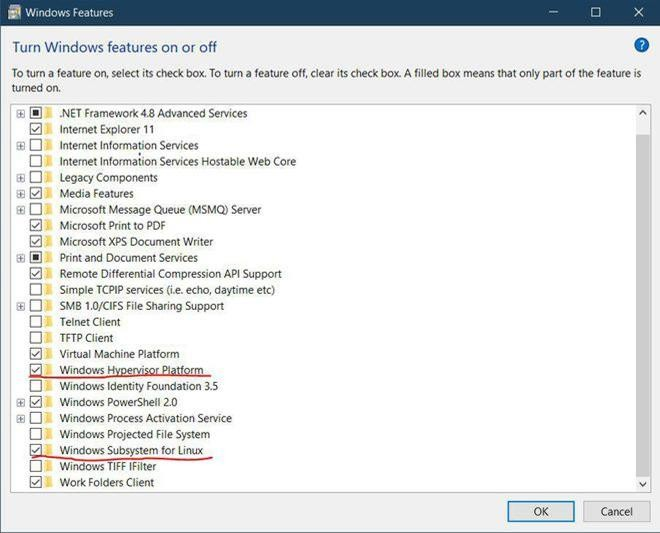 Windows Features
Turn Windows features on or off
?
To turn a feature on, select its check box. To turn a feature off, clear its check box. A filled box means that only part of the feature is
turned on.
.NET Framework 4.8 Advanced Services
Internet Explorer 11
Internet Information Services
Internet Information Services Hostable Web Core
Legacy Components
Media Features
Microsoft Message Queue (MSMQ) Server
Microsoft Print to PDF
Microsoft XPS Document Writer
Print and Document Services
Remote Differential Compression API Support
Simple TCPIP services (i.e. echo, daytime etc)
SMB 1.0/CIFS File Sharing Support
Telnet Client
TFTP Client
Virtual Machine Platform
Windows Hypervisor Platform
Windows Identity Foundation 3.5
Windows PowerShell 2.0
Windows Process Activation Service
Windows Projected File System
Windows Subsystem for Linux
Windows TIFF IFilter
Work Folders Client
OK Cancel